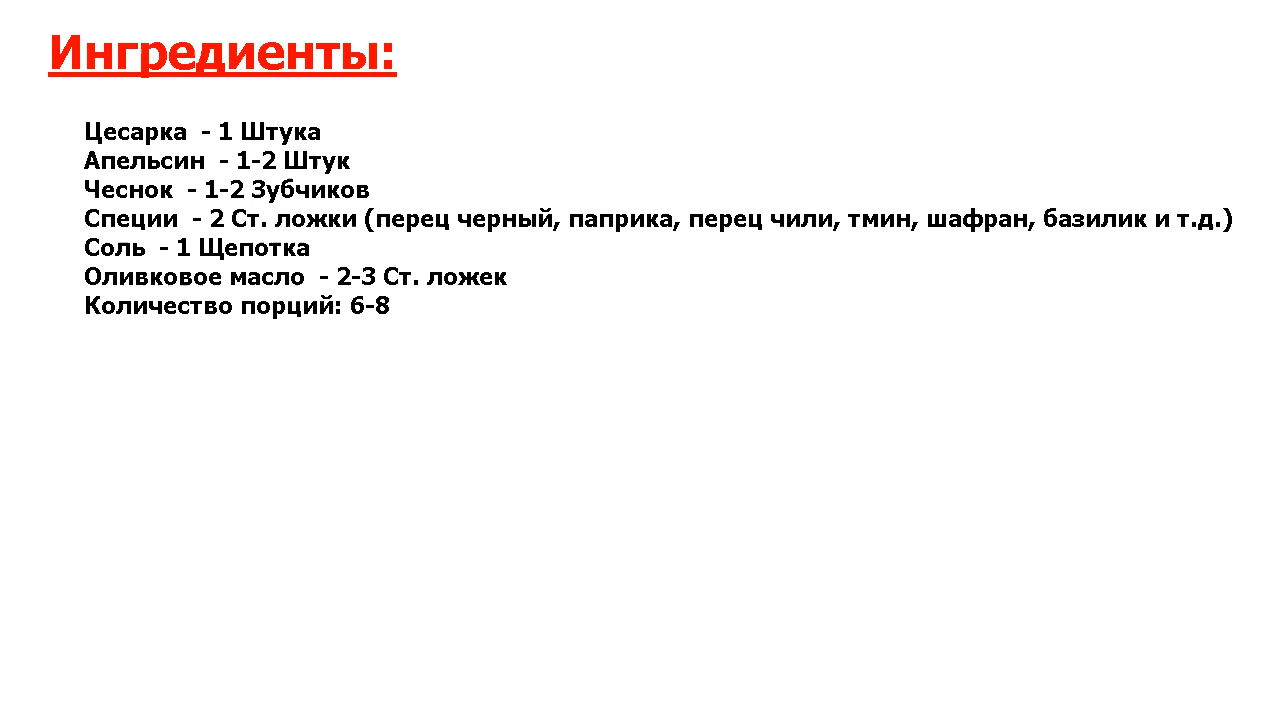 Ингредиенты:
Цесарка  - 1 Штука
Апельсин  - 1-2 Штук
Чеснок  - 1-2 Зубчиков
Специи  - 2 Ст. ложки (перец черный, паприка, перец чили, тмин, шафран, базилик и т.д.)
Соль  - 1 Щепотка
Оливковое масло  - 2-3 Ст. ложек
Количество порций: 6-8